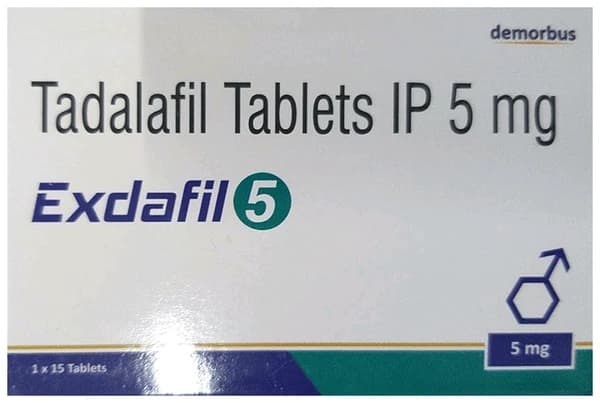 demorbus
Tadalafil Tablets IP 5 mg
Exdafil 5
5 mg
1 x 15 Tablets